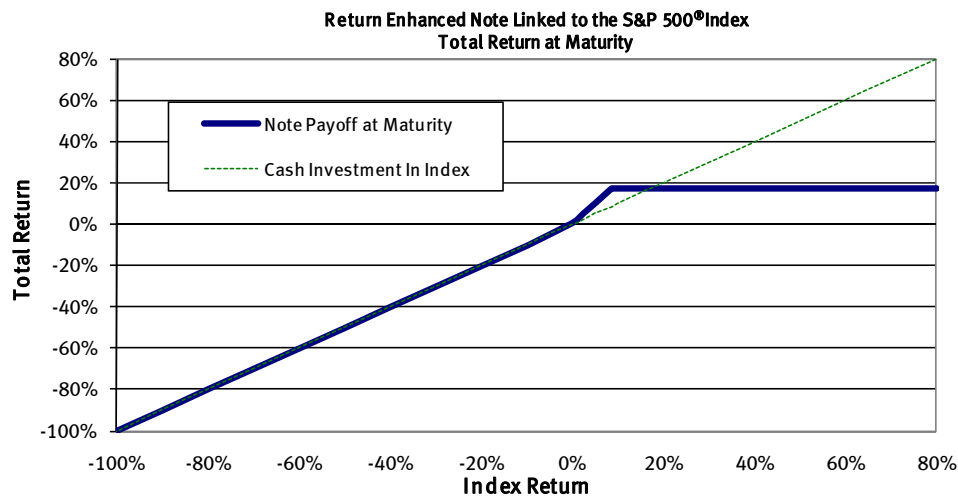 Return Enhanced Note Linked to the S&P 500® Index
Total Return at Maturity
80%
60%
40%
20%
0%
-20%
-40%
-60%
-80%
-100%
Total Return
Note Payoff at Maturity
Cash Investment In Index
-100% -80% -60% -40% -20% 0% 20% 40% 60% 80%
Index Return